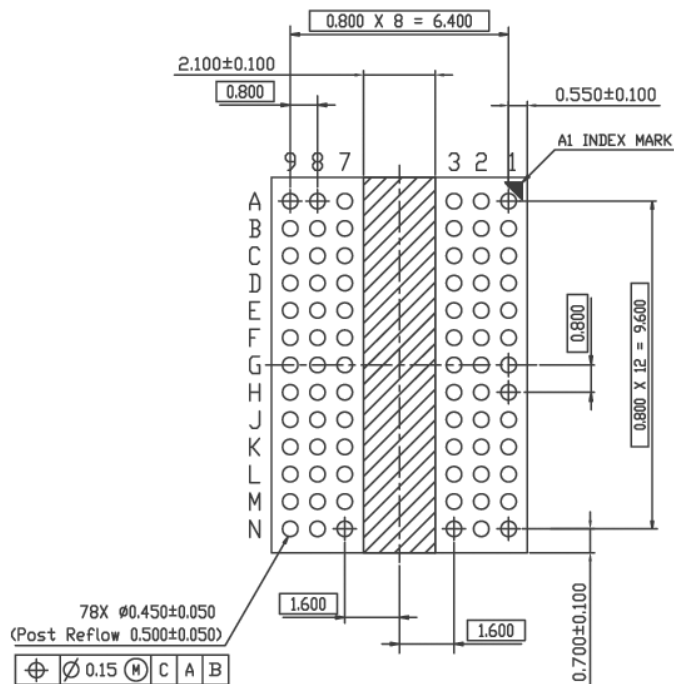 0.800 X 8 = 6.400
2.100±0.100
0.800
0.550±0.100
A1 INDEX MARK
9 8 7 3 2 1
A
B
C
D
E
F
G
H
J
K
L
M
N
0.800
0.800 X 12 = 9.600
78X Ø0.450±0.050
(Post Reflow 0.500±0.050)
⌖ Ø 0.15 Ⓜ C A B
1.600
1.600
0.700±0.100